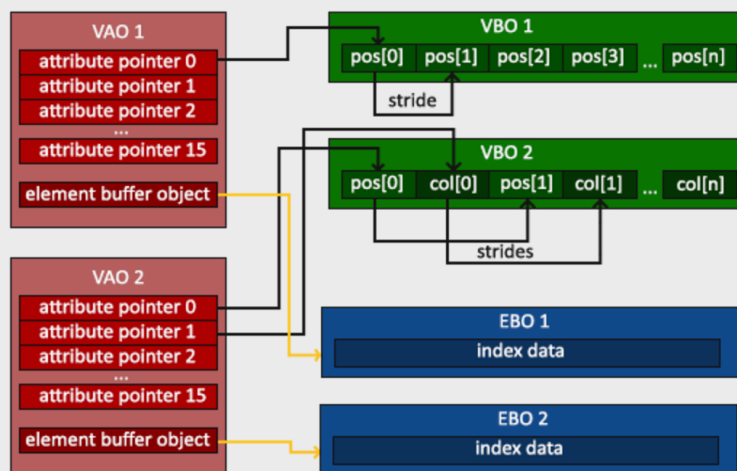 VAO 1
attribute pointer 0
attribute pointer 1
attribute pointer 2
...
attribute pointer 15
element buffer object
VBO 1
pos[0] pos[1] pos[2] pos[3] ... pos[n]
stride
VBO 2
pos[0] col[0] pos[1] col[1] ... col[n]
strides
VAO 2
attribute pointer 0
attribute pointer 1
attribute pointer 2
...
attribute pointer 15
element buffer object
EBO 1
index data
EBO 2
index data